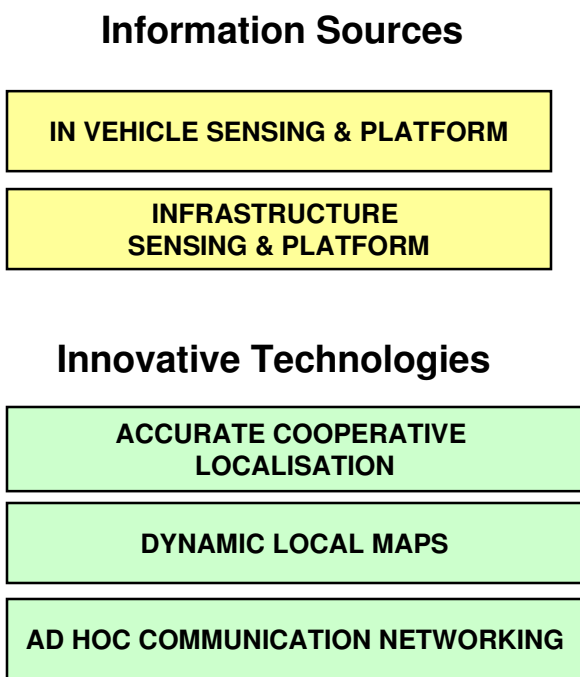 Information Sources
IN VEHICLE SENSING & PLATFORM
INFRASTRUCTURE
SENSING & PLATFORM
Innovative Technologies
ACCURATE COOPERATIVE
LOCALISATION
DYNAMIC LOCAL MAPS
AD HOC COMMUNICATION NETWORKING